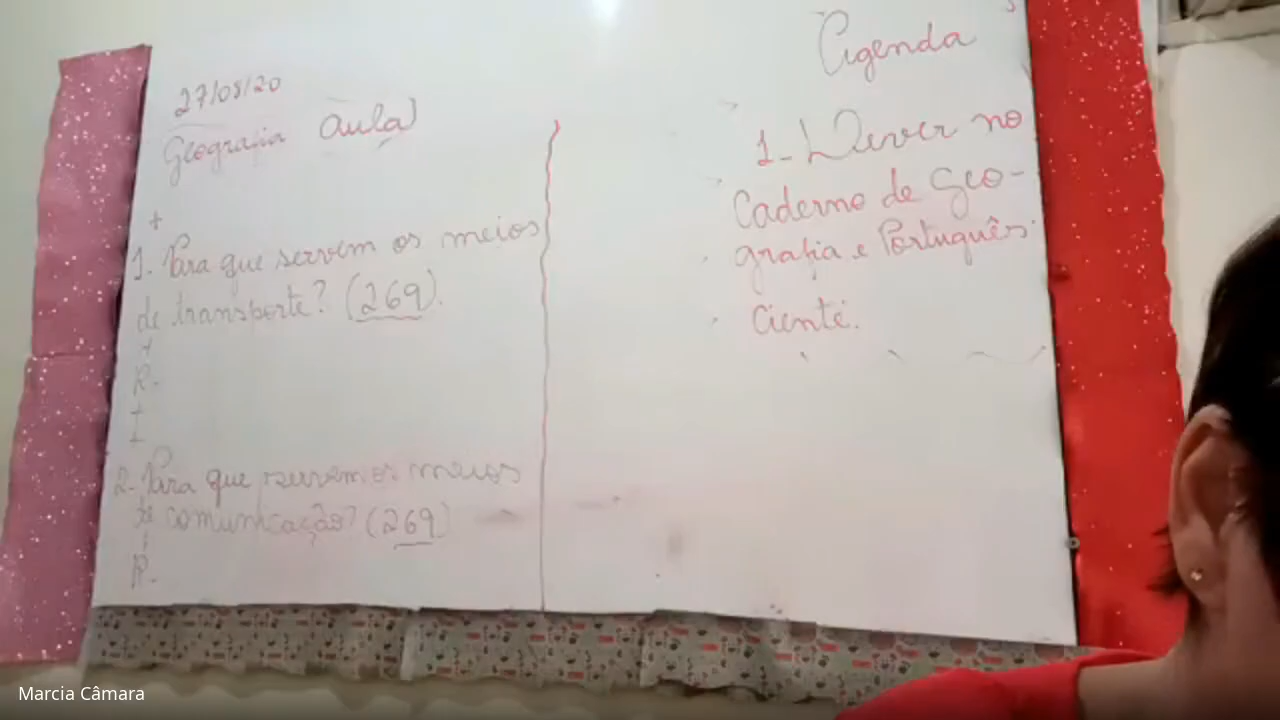 27/08/20
Geografia Aula
+
1. Para que servem os meios
de transporte? (269).
+
R.
+
1
2. Para que servem os meios
de comunicação? (269)
R.
Agenda
1- Dever no
Caderno de Geo-
grafia e Português.
Ciente.
Marcia Câmara